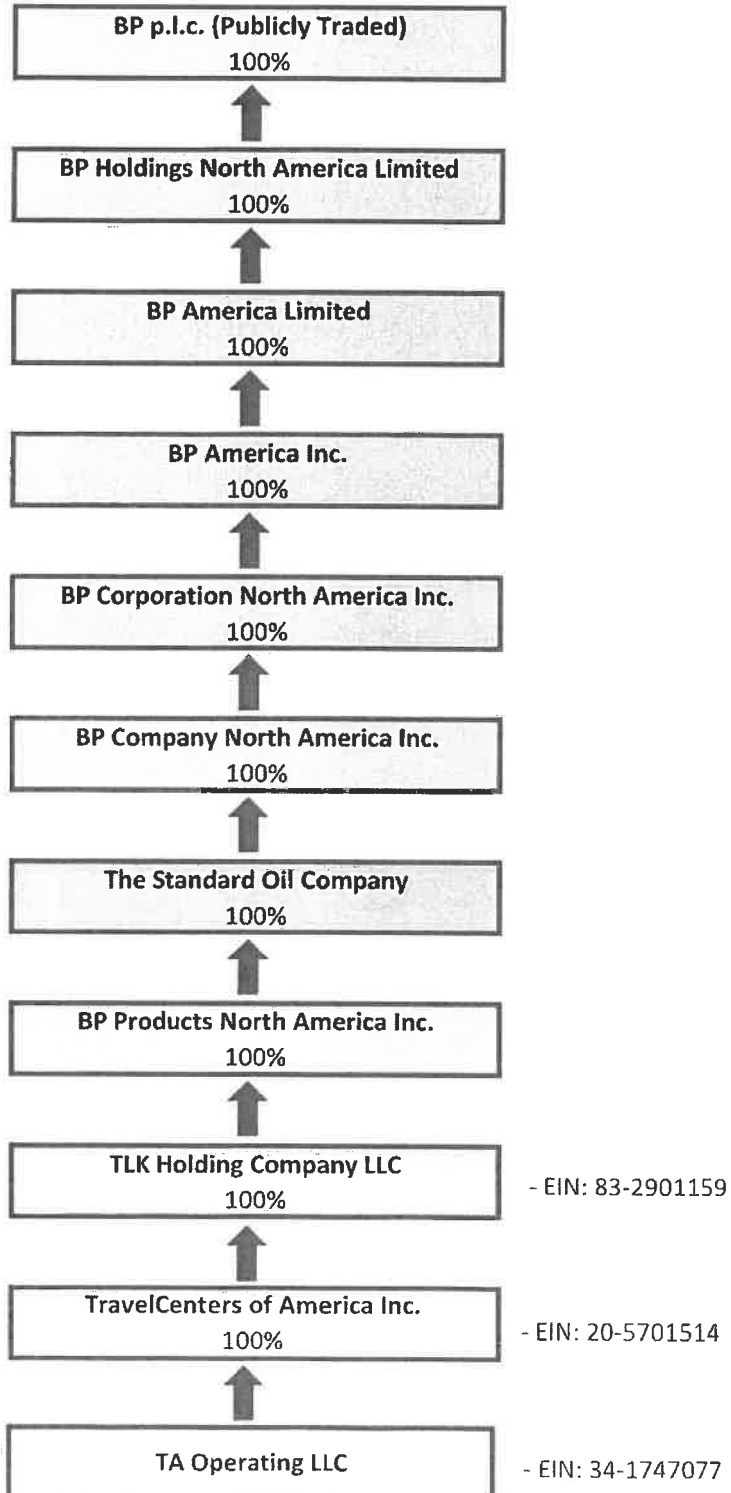 BP p.l.c. (Publicly Traded)
100%
BP Holdings North America Limited
100%
BP America Limited
100%
BP America Inc.
100%
BP Corporation North America Inc.
100%
BP Company North America Inc.
100%
The Standard Oil Company
100%
BP Products North America Inc.
100%
TLK Holding Company LLC
100%
- EIN: 83-2901159
TravelCenters of America Inc.
100%
- EIN: 20-5701514
TA Operating LLC
- EIN: 34-1747077